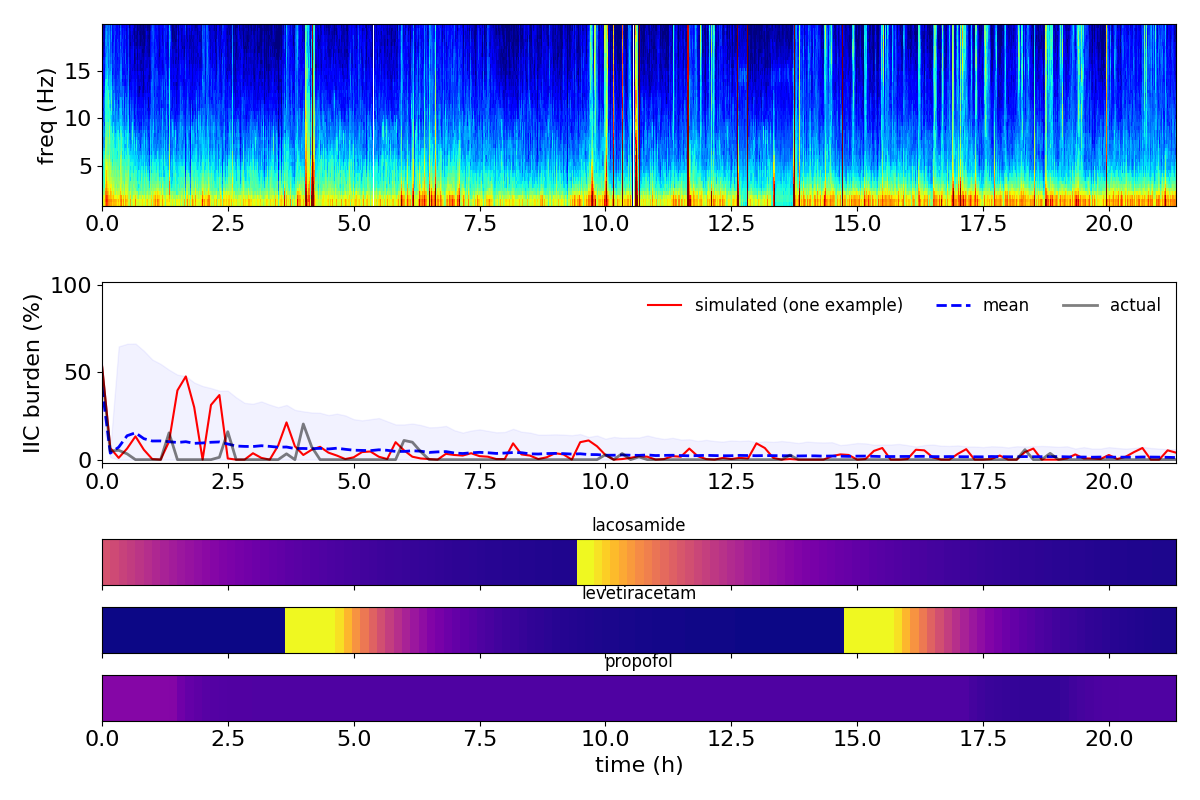 freq (Hz)
15
10
5
0.0 2.5 5.0 7.5 10.0 12.5 15.0 17.5 20.0
IIC burden (%)
100
50
0
simulated (one example) mean actual
0.0 2.5 5.0 7.5 10.0 12.5 15.0 17.5 20.0
lacosamide
levetiracetam
propofol
0.0 2.5 5.0 7.5 10.0 12.5 15.0 17.5 20.0
time (h)